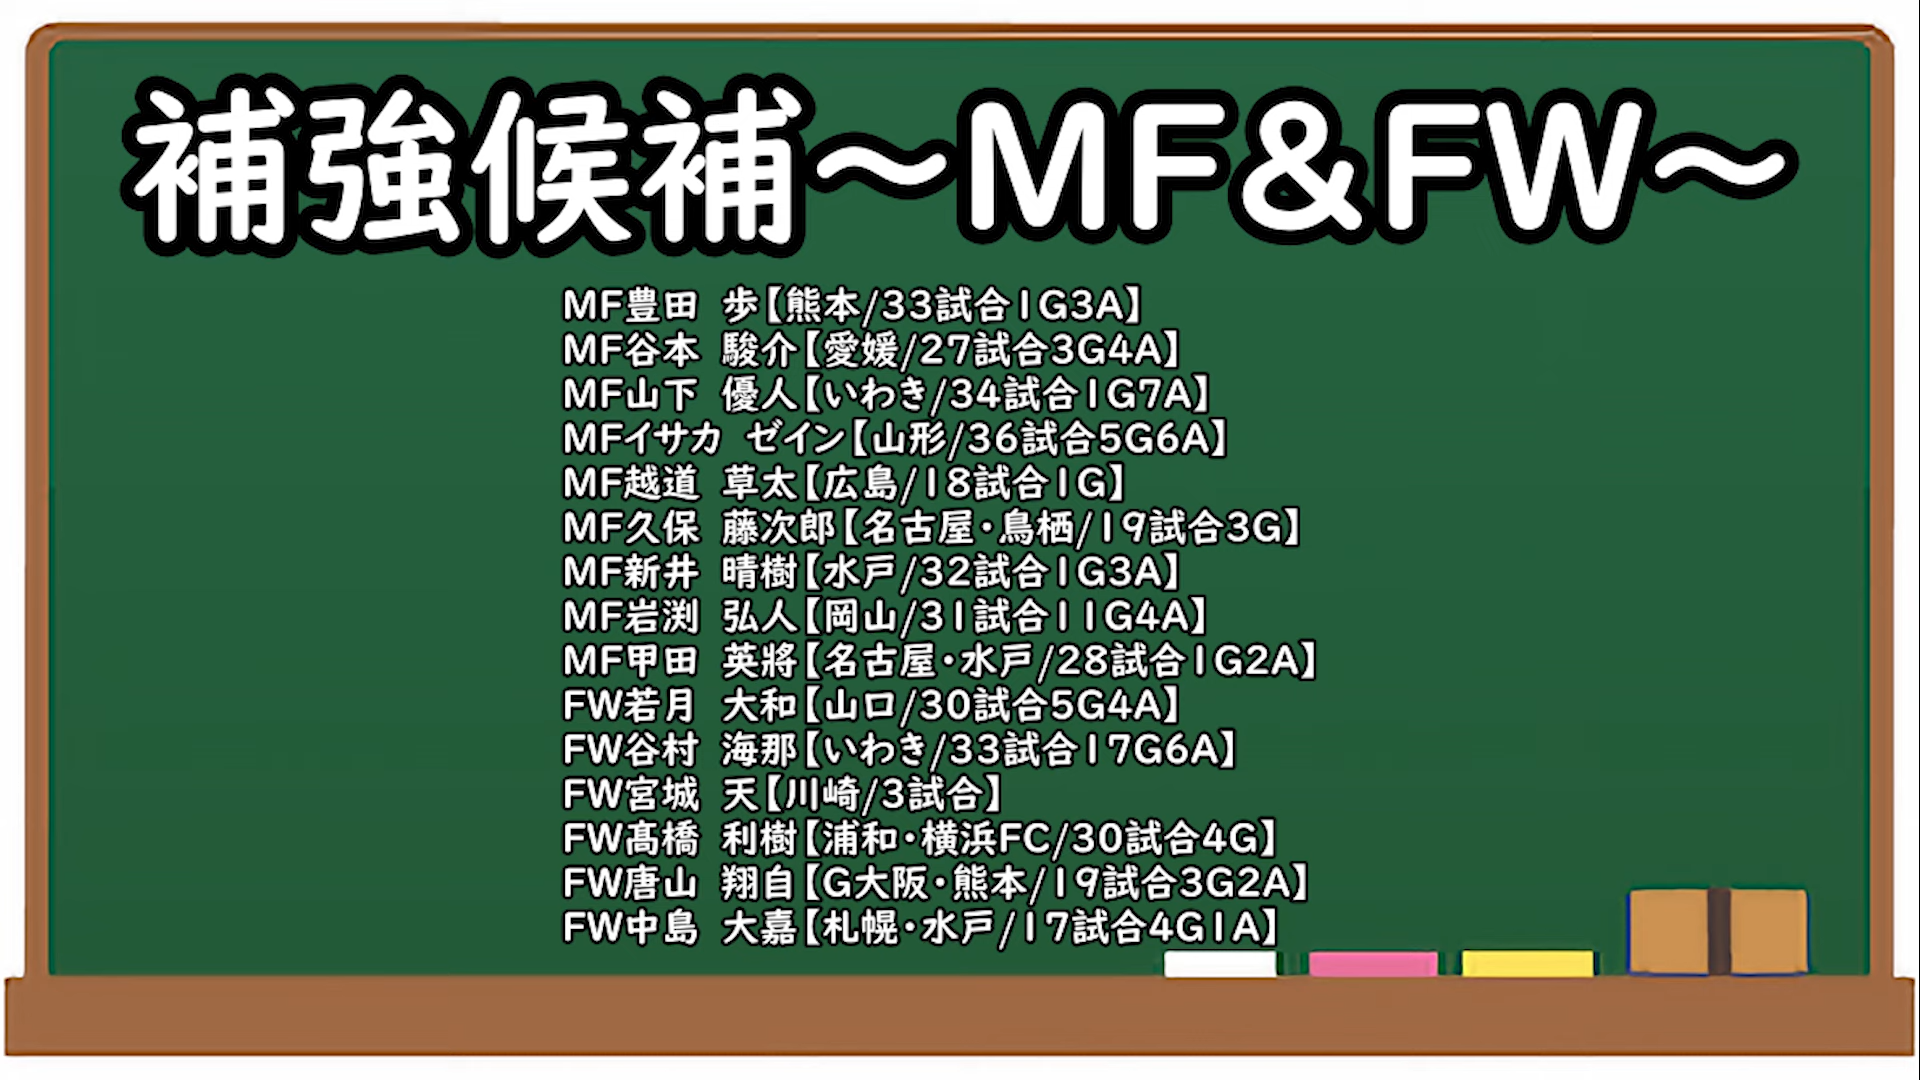 補強候補～MF&FW～
MF豊田 歩【熊本/33試合1G3A】
MF谷本 駿介【愛媛/27試合3G4A】
MF山下 優人【いわき/34試合1G7A】
MFイサカ ゼイン【山形/36試合5G6A】
MF越道 草太【広島/18試合1G】
MF久保 藤次郎【名古屋・鳥栖/19試合3G】
MF新井 晴樹【水戸/32試合1G3A】
MF岩渕 弘人【岡山/31試合11G4A】
MF甲田 英將【名古屋・水戸/28試合1G2A】
FW若月 大和【山口/30試合5G4A】
FW谷村 海那【いわき/33試合17G6A】
FW宮城 天【川崎/3試合】
FW髙橋 利樹【浦和・横浜FC/30試合4G】
FW唐山 翔自【G大阪・熊本/19試合3G2A】
FW中島 大嘉【札幌・水戸/17試合4G1A】